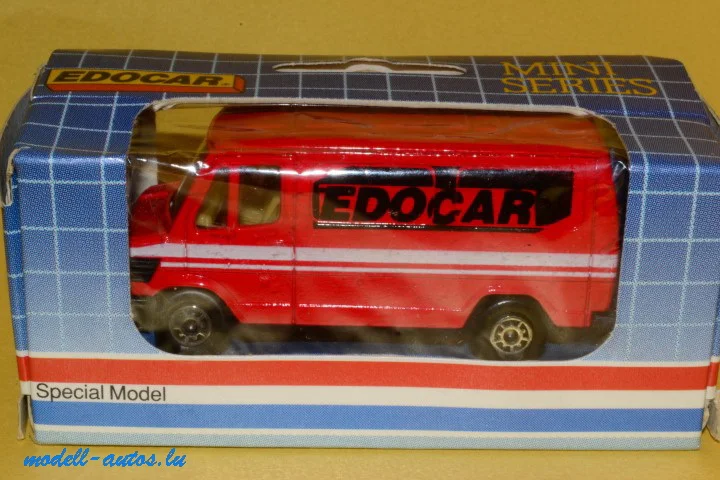 EDOCAR
MINI
SERIES
EDOCAR
Special Model
modell-autos.lu